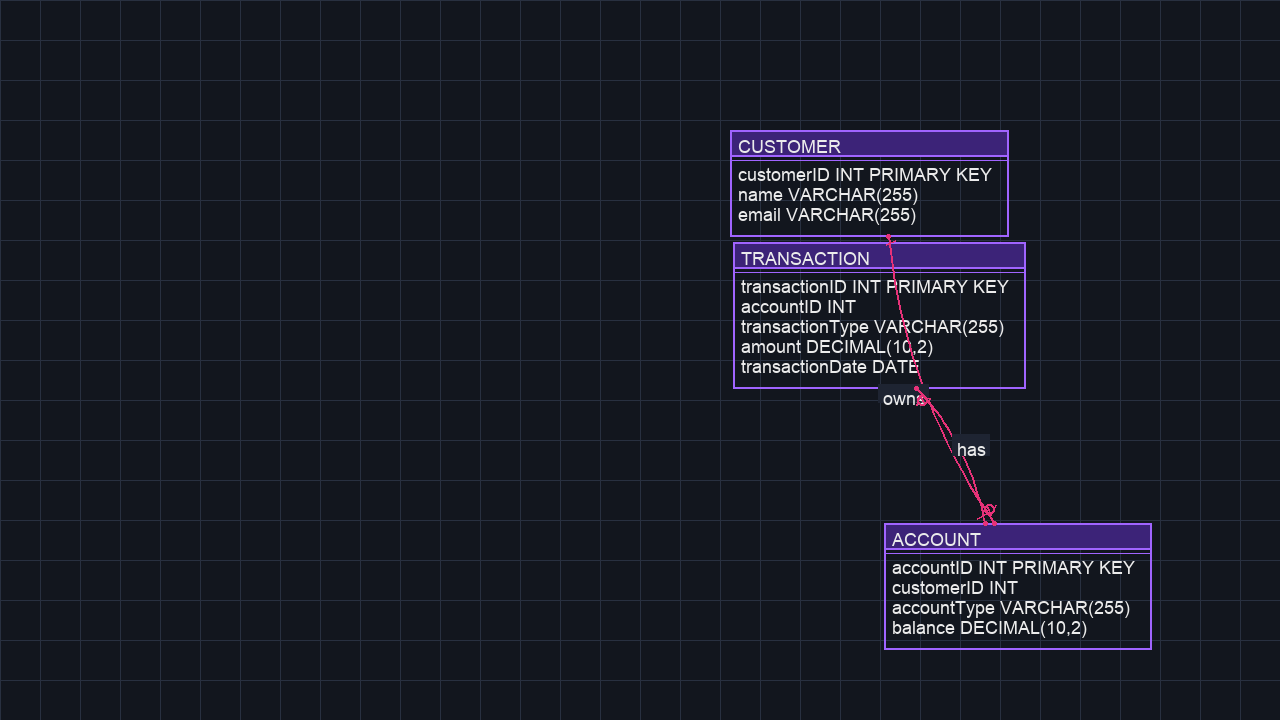 CUSTOMER
customerID INT PRIMARY KEY
name VARCHAR(255)
email VARCHAR(255)
TRANSACTION
transactionID INT PRIMARY KEY
accountID INT
transactionType VARCHAR(255)
amount DECIMAL(10,2)
transactionDate DATE
owns
has
ACCOUNT
accountID INT PRIMARY KEY
customerID INT
accountType VARCHAR(255)
balance DECIMAL(10,2)